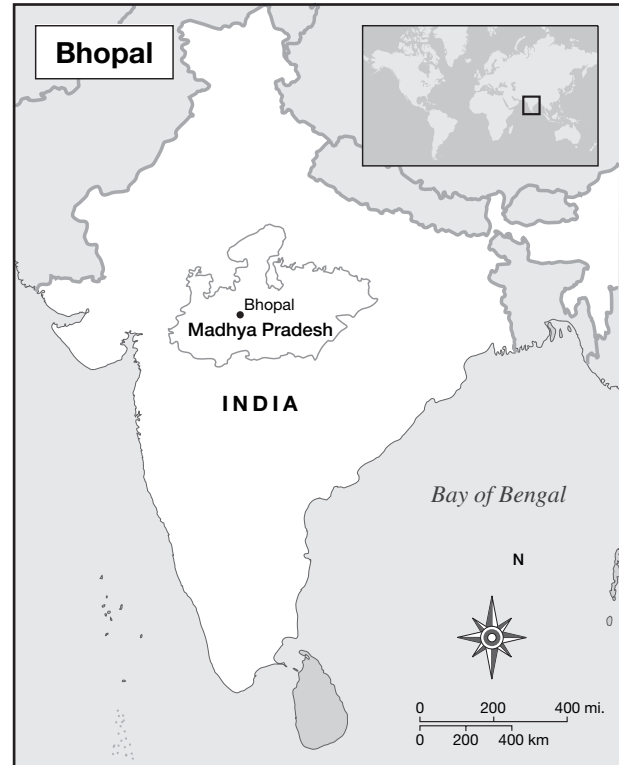 Bhopal
Bhopal
Madhya Pradesh
INDIA
Bay of Bengal
N
0 200 400 mi.
0 200 400 km